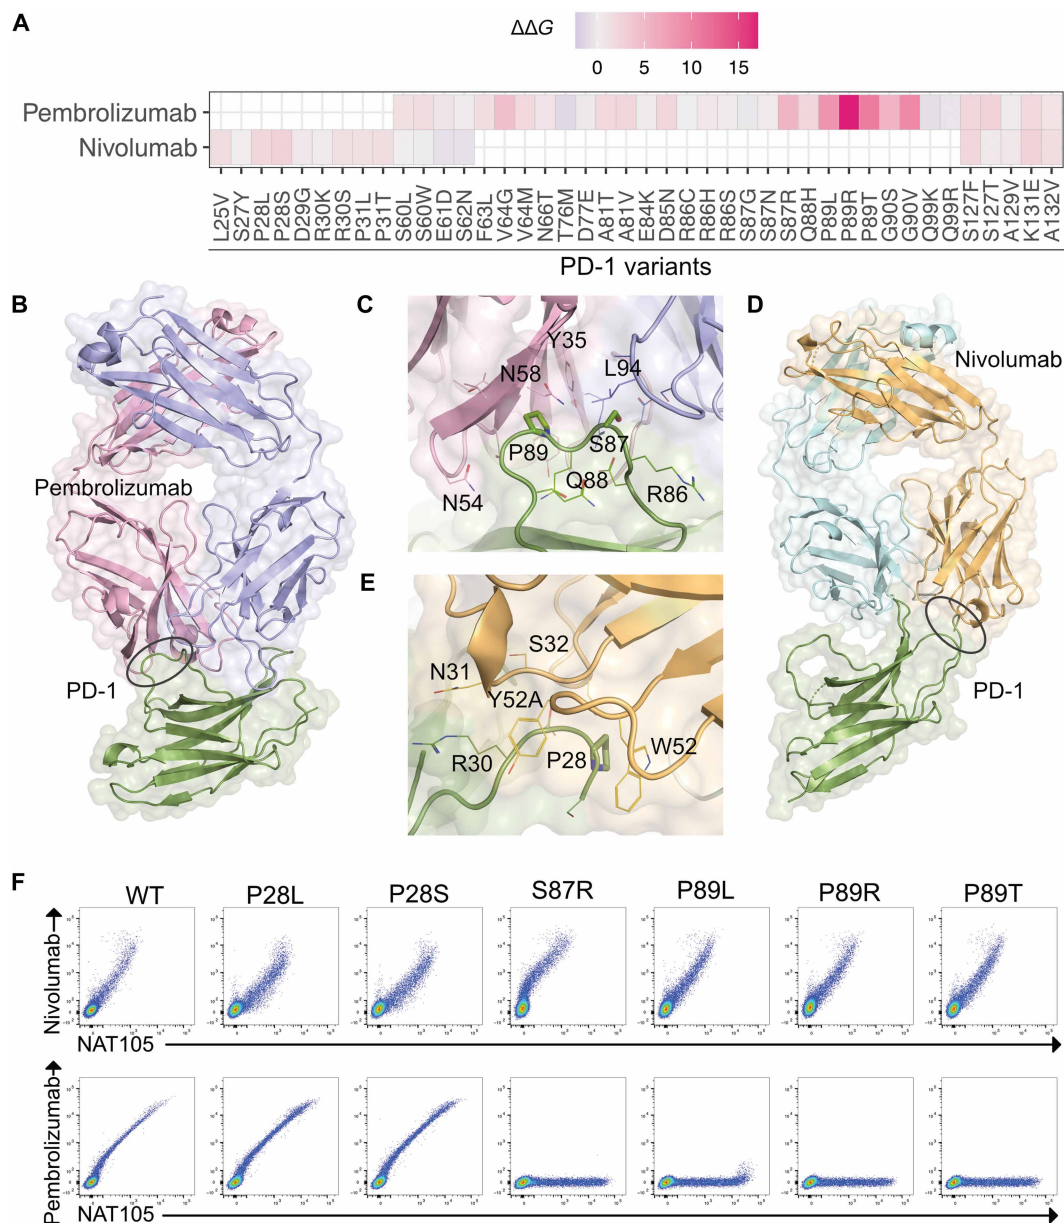 A
ΔΔG
0 5 10 15
Pembrolizumab
Nivolumab
L25V S27Y P28L P28S D29G R30K R30S P31L P31T S60L S60W E61D S62N F63L V64G V64M N66T T76M D77E A81T A81V E84K D85N R86C R86H R86S S87G S87N S87R Q88H P89L P89R P89T G90S G90V Q99K Q99R S127F S127T A129V K131E A132V
PD-1 variants
B
Pembrolizumab
PD-1
C
Y35
N58
L94
P89
S87
Q88
N54
R86
D
Nivolumab
PD-1
E
S32
N31
Y52A
R30
P28
W52
F
WT P28L P28S S87R P89L P89R P89T
Nivolumab
NAT105
Pembrolizumab
NAT105